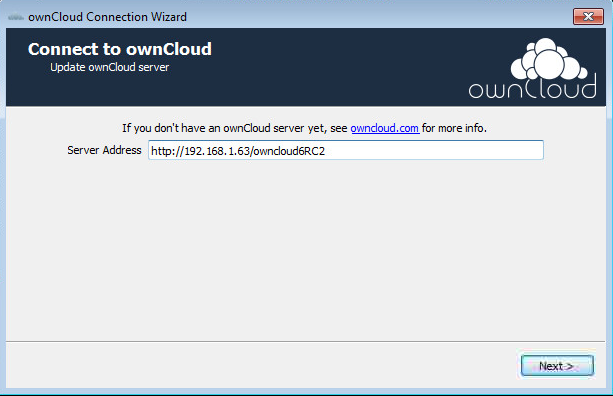 ownCloud Connection Wizard
Connect to ownCloud
Update ownCloud server
ownCloud
If you don't have an ownCloud server yet, see owncloud.com for more info.
Server Address http://192.168.1.63/owncloud6RC2
Next >